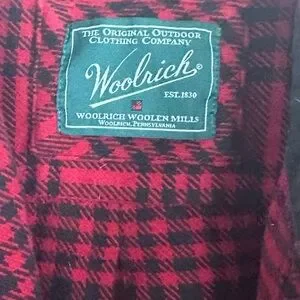 THE ORIGINAL OUTDOOR
CLOTHING COMPANY
Woolrich®
EST. 1830
WOOLRICH WOOLEN MILLS
WOOLRICH, PENNSYLVANIA